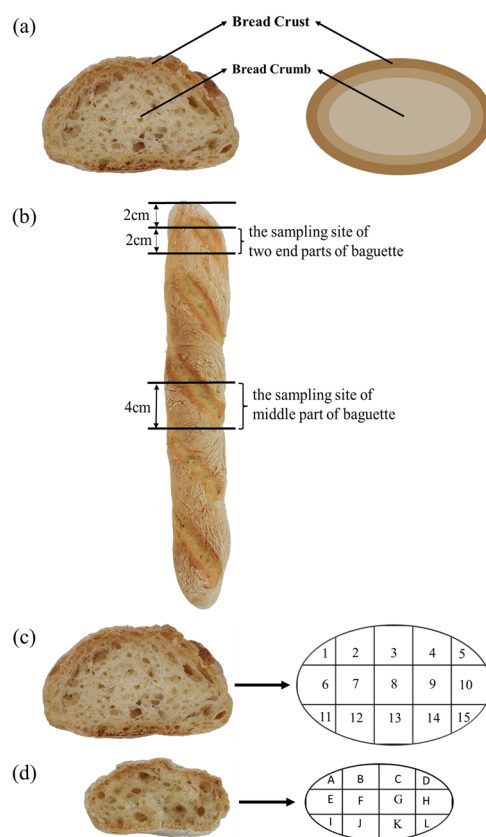 (a)
Bread Crust
Bread Crumb
(b)
2cm
2cm
the sampling site of
two end parts of baguette
4cm
the sampling site of
middle part of baguette
(c)
1 2 3 4 5
6 7 8 9 10
11 12 13 14 15
(d)
A B C D
E F G H
I J K L